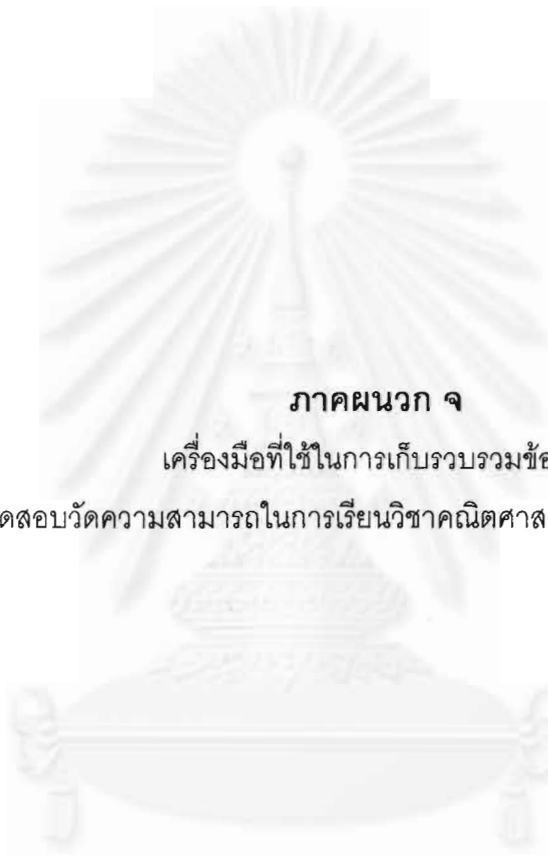 ภาคผนวก จ
เครื่องมือที่ใช้ในการเก็บรวบรวมข้อ
ดสอบวัดความสามารถในการเรียนวิชาคณิตศาส